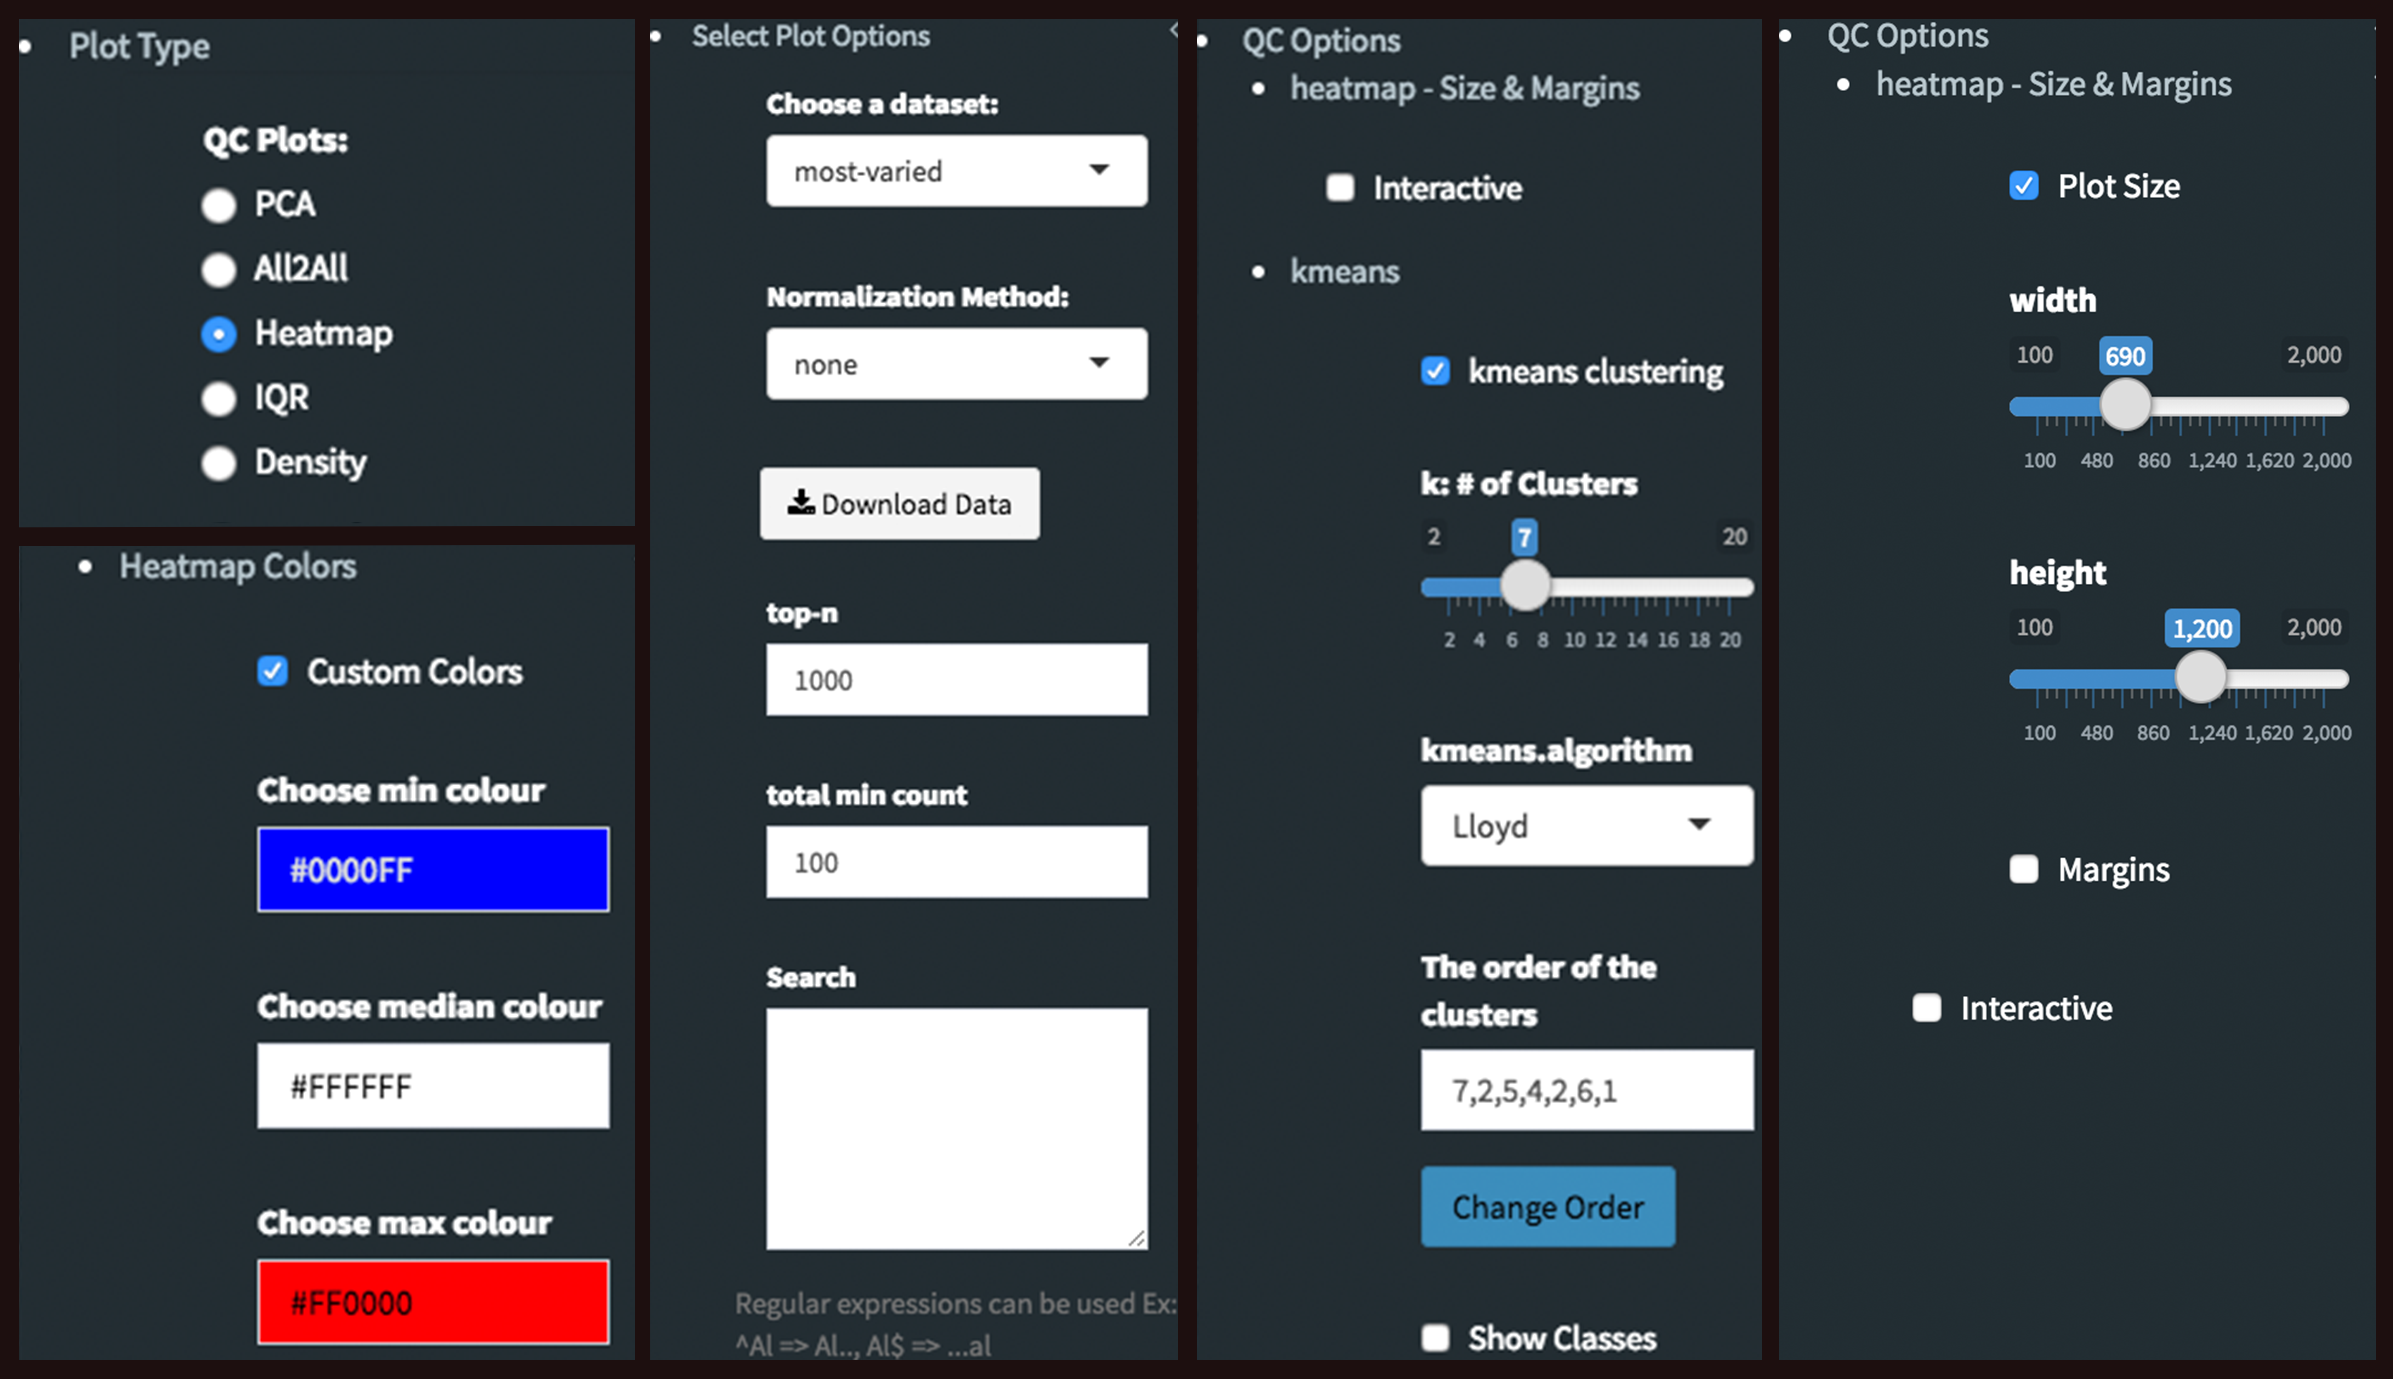 Plot Type
QC Plots:
PCA
All2All
Heatmap
IQR
Density
Heatmap Colors
Custom Colors
Choose min colour
#0000FF
Choose median colour
#FFFFFF
Choose max colour
#FF0000
Select Plot Options
Choose a dataset:
most-varied
Normalization Method:
none
Download Data
top-n
1000
total min count
100
Search
Regular expressions can be used Ex:
^Al => Al.., Al$ => ...al
QC Options
heatmap - Size & Margins
Interactive
kmeans
kmeans clustering
k: # of Clusters
2 7 20
2 4 6 8 10 12 14 16 18 20
kmeans.algorithm
Lloyd
The order of the
clusters
7,2,5,4,2,6,1
Change Order
Show Classes
QC Options
heatmap - Size & Margins
Plot Size
width
100 690 2,000
100 480 860 1,240 1,620 2,000
height
100 1,200 2,000
100 480 860 1,240 1,620 2,000
Margins
Interactive